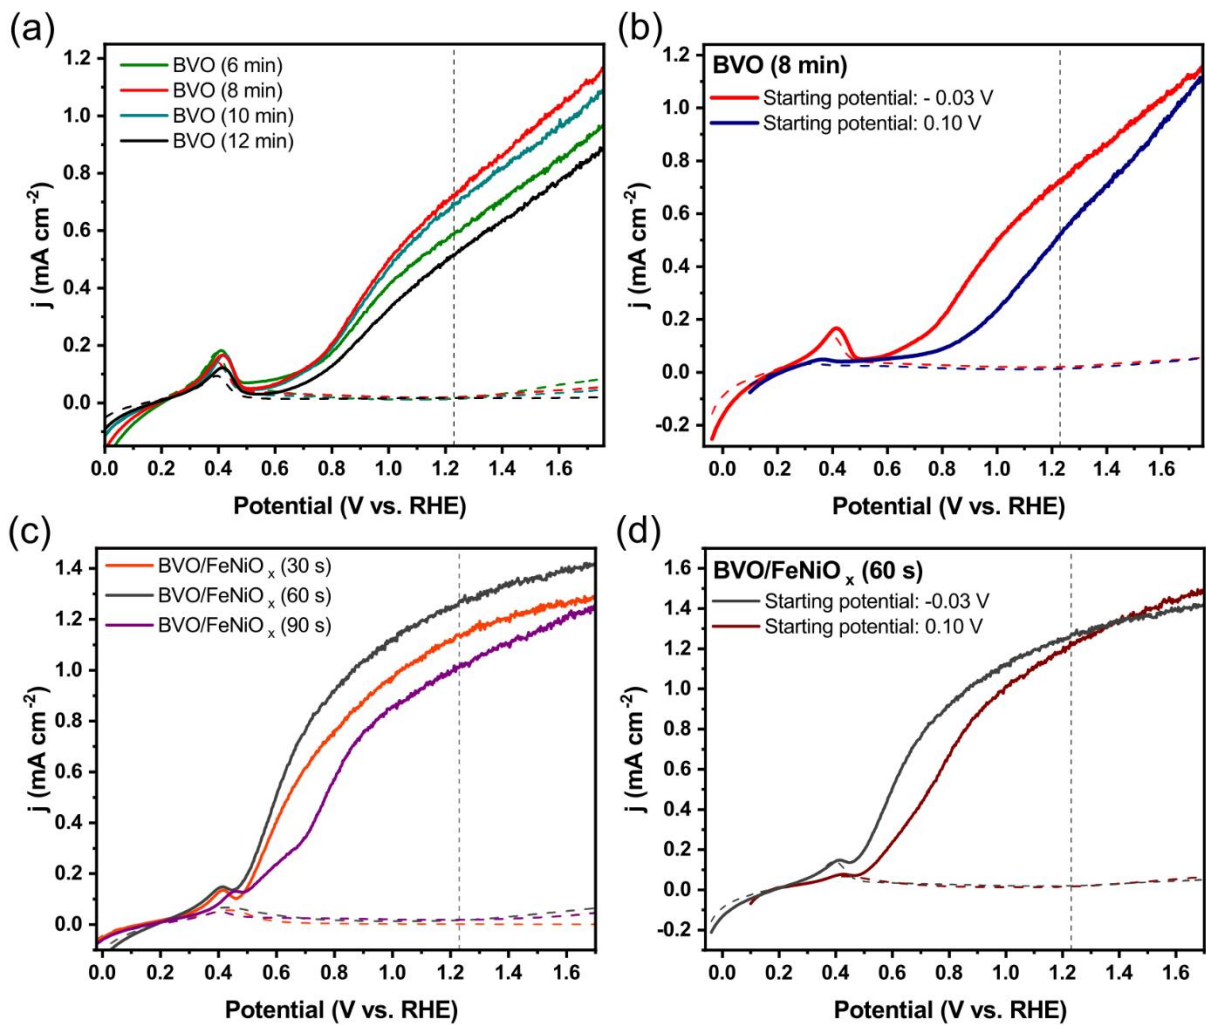 (a)
BVO (6 min)
BVO (8 min)
BVO (10 min)
BVO (12 min)
j (mA cm-2)
1.2
1.0
0.8
0.6
0.4
0.2
0.0
0.0 0.2 0.4 0.6 0.8 1.0 1.2 1.4 1.6
Potential (V vs. RHE)
(b)
BVO (8 min)
Starting potential: - 0.03 V
Starting potential: 0.10 V
j (mA cm-2)
1.2
1.0
0.8
0.6
0.4
0.2
0.0
-0.2
0.0 0.2 0.4 0.6 0.8 1.0 1.2 1.4 1.6
Potential (V vs. RHE)
(c)
BVO/FeNiOx (30 s)
BVO/FeNiOx (60 s)
BVO/FeNiOx (90 s)
j (mA cm-2)
1.4
1.2
1.0
0.8
0.6
0.4
0.2
0.0
0.0 0.2 0.4 0.6 0.8 1.0 1.2 1.4 1.6
Potential (V vs. RHE)
(d)
BVO/FeNiOx (60 s)
Starting potential: -0.03 V
Starting potential: 0.10 V
j (mA cm-2)
1.6
1.4
1.2
1.0
0.8
0.6
0.4
0.2
0.0
-0.2
0.0 0.2 0.4 0.6 0.8 1.0 1.2 1.4 1.6
Potential (V vs. RHE)